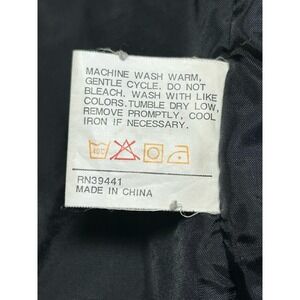 MACHINE WASH WARM,
GENTLE CYCLE. DO NOT
BLEACH. WASH WITH LIKE
COLORS.TUMBLE DRY LOW,
REMOVE PROMPTLY, COOL
IRON IF NECESSARY.
40C
RN39441
MADE IN CHINA